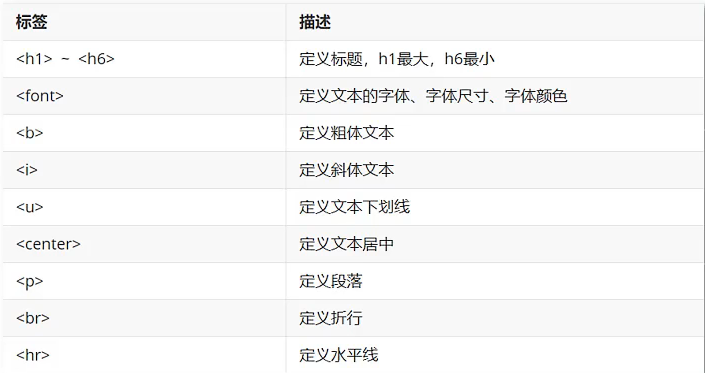 标签 描述
<h1> ~ <h6> 定义标题，h1最大，h6最小
<font> 定义文本的字体、字体尺寸、字体颜色
<b> 定义粗体文本
<i> 定义斜体文本
<u> 定义文本下划线
<center> 定义文本居中
<p> 定义段落
<br> 定义折行
<hr> 定义水平线